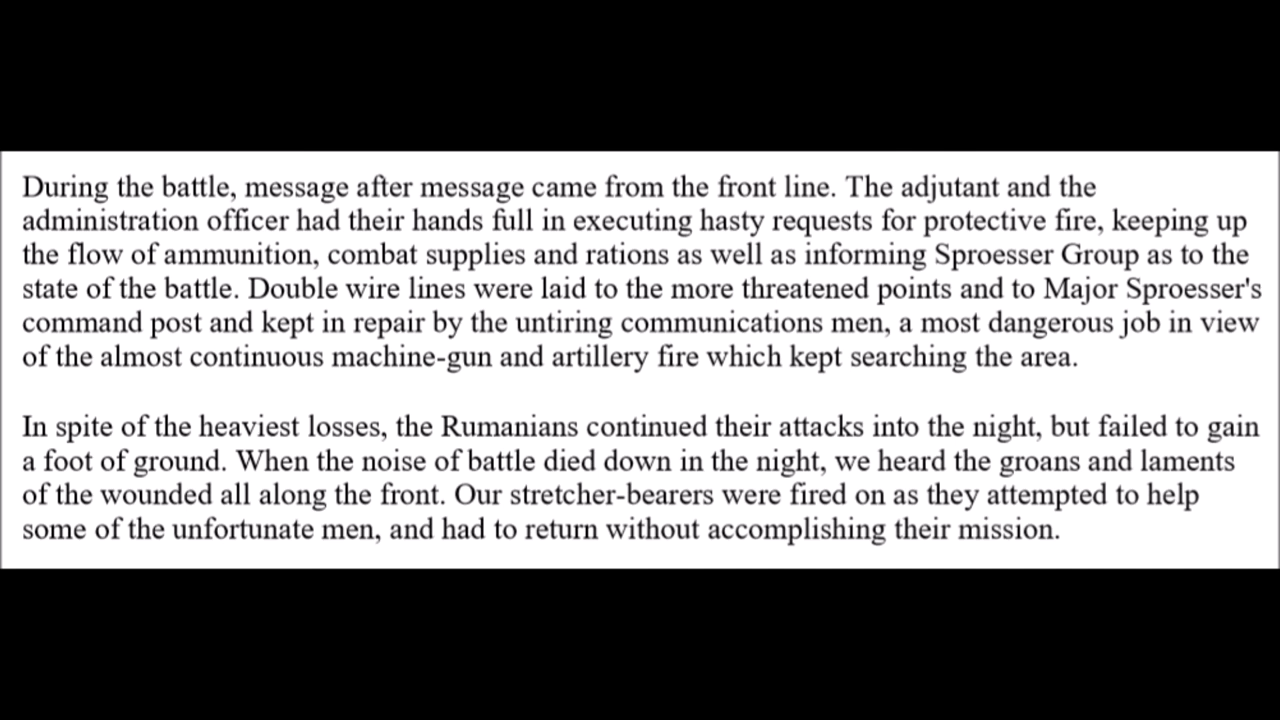 During the battle, message after message came from the front line. The adjutant and the
administration officer had their hands full in executing hasty requests for protective fire, keeping up
the flow of ammunition, combat supplies and rations as well as informing Sproesser Group as to the
state of the battle. Double wire lines were laid to the more threatened points and to Major Sproesser's
command post and kept in repair by the untiring communications men, a most dangerous job in view
of the almost continuous machine-gun and artillery fire which kept searching the area.

In spite of the heaviest losses, the Rumanians continued their attacks into the night, but failed to gain
a foot of ground. When the noise of battle died down in the night, we heard the groans and laments
of the wounded all along the front. Our stretcher-bearers were fired on as they attempted to help
some of the unfortunate men, and had to return without accomplishing their mission.